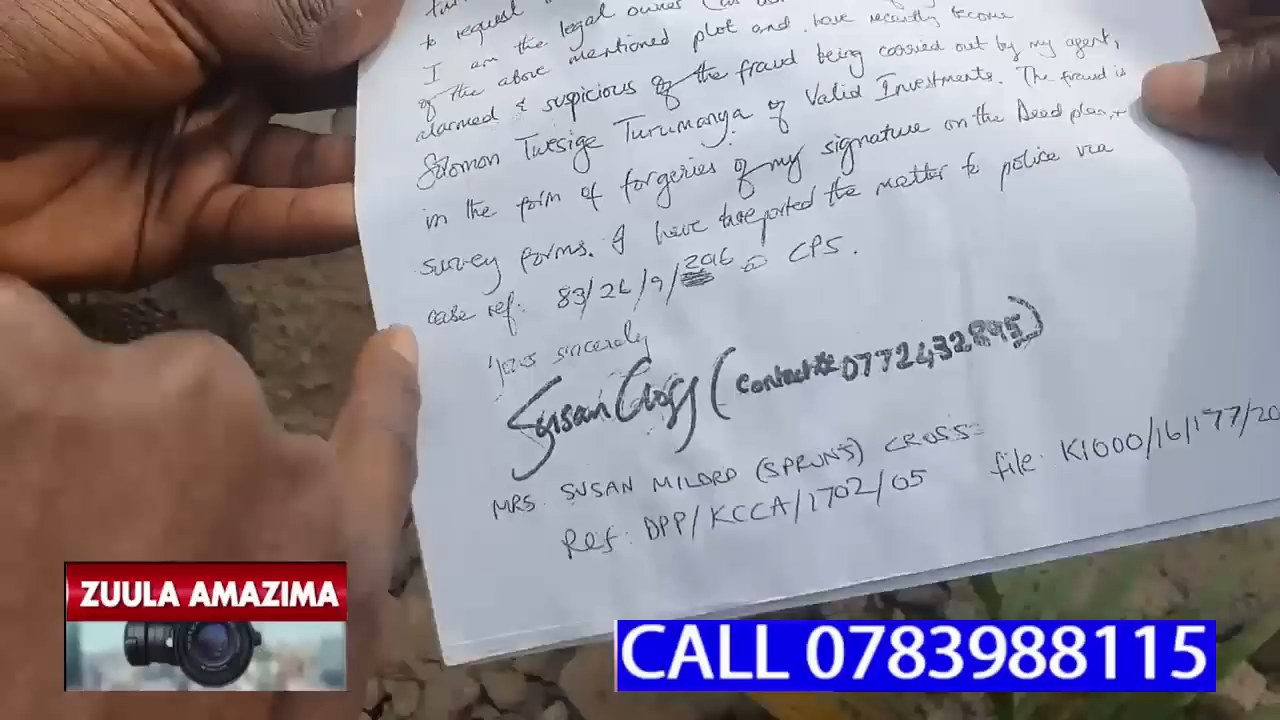 to request
I am the legal owner
of the above mentioned plot and have recently become
alarmed & suspicious of the fraud being carried out by my agent,
Solomon Twesige Turumanga of Valid Investments. The fraud is
in the form of forgeries of my signature on the Deed plan, +
survey forms. I have reported the matter to police via
case ref: 83/26/9/2016 @ CPS.
Yours sincerely
Susan Cross (Contact# 0772432895)
MRS. SUSAN MILDRD (SPRUNS) CROSS
Ref: DPP/KCCA/1702/05 file: K1000/16/177/20
ZUULA AMAZIMA
CALL 0783988115